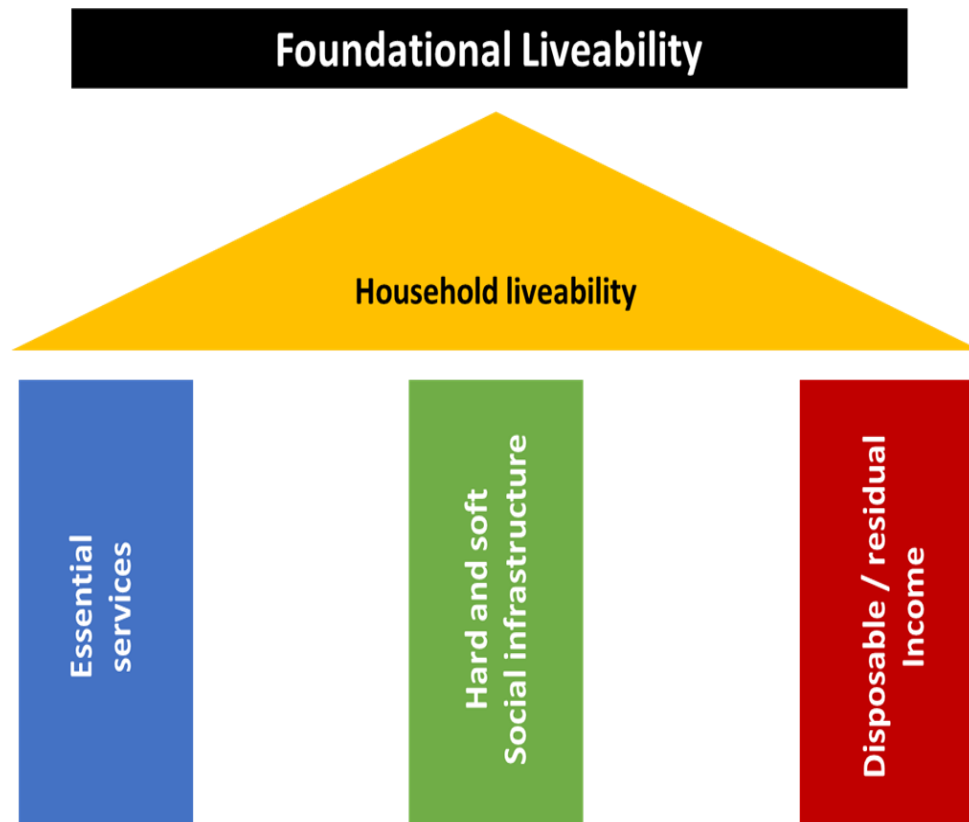 Foundational Liveability
Household liveability
Essential
services
Hard and soft
Social infrastructure
Disposable / residual
Income